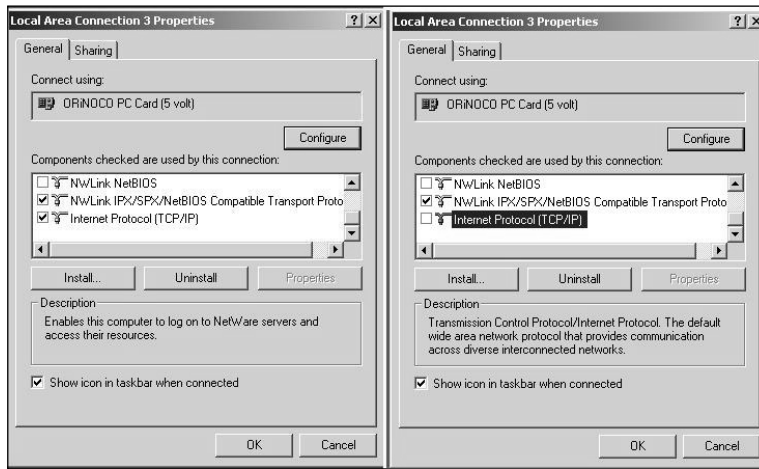 Local Area Connection 3 Properties
General
Sharing
Connect using:
ORiNOCO PC Card (5 volt)
Configure
Components checked are used by this connection:
NWLink NetBIOS
NWLink IPX/SPX/NetBIOS Compatible Transport Proto
Internet Protocol (TCP/IP)
Install...
Uninstall
Properties
Description
Enables this computer to log on to NetWare servers and
access their resources.
Show icon in taskbar when connected
OK
Cancel
Local Area Connection 3 Properties
General
Sharing
Connect using:
ORiNOCO PC Card (5 volt)
Configure
Components checked are used by this connection:
NWLink NetBIOS
NWLink IPX/SPX/NetBIOS Compatible Transport Proto
Internet Protocol (TCP/IP)
Install...
Uninstall
Properties
Description
Transmission Control Protocol/Internet Protocol. The default
wide area network protocol that provides communication
across diverse interconnected networks.
Show icon in taskbar when connected
OK
Cancel